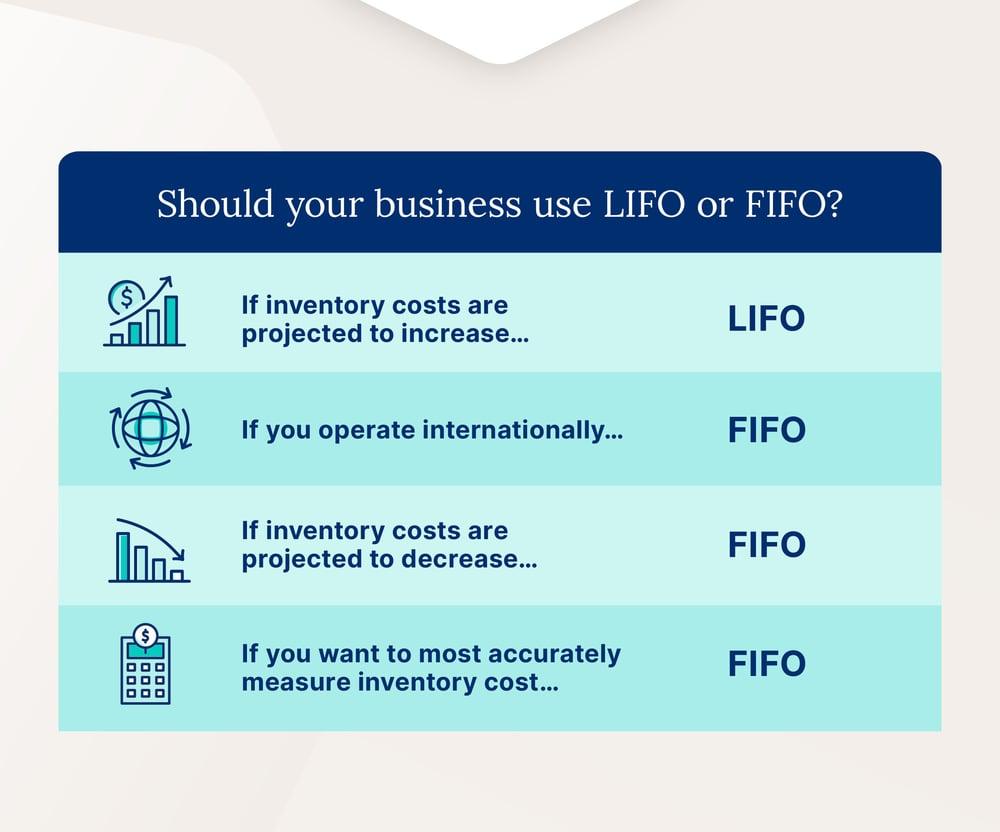 Should your business use LIFO or FIFO?
$
If inventory costs are
projected to increase...
LIFO
If you operate internationally...
FIFO
If inventory costs are
projected to decrease...
FIFO
$
If you want to most accurately
measure inventory cost...
FIFO